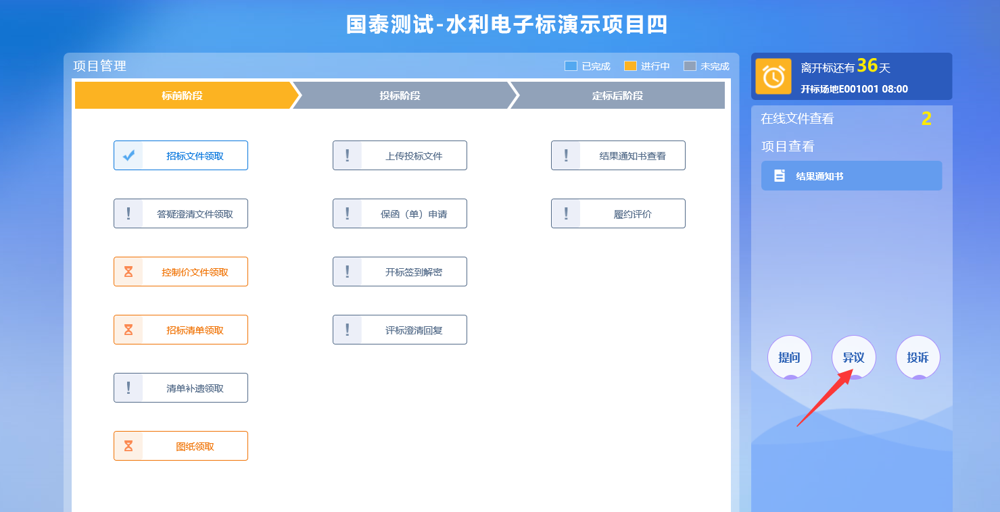 国泰测试-水利电子标演示项目四
项目管理
已完成 进行中 未完成
标前阶段 投标阶段 定标后阶段
招标文件领取 上传投标文件 结果通知书查看
答疑澄清文件领取 保函（单）申请 履约评价
控制价文件领取 开标签到解密
招标清单领取 评标澄清回复
清单补遗领取
图纸领取
离开标还有36天
开标场地E001001 08:00
在线文件查看 2
项目查看
结果通知书
提问 异议 投诉